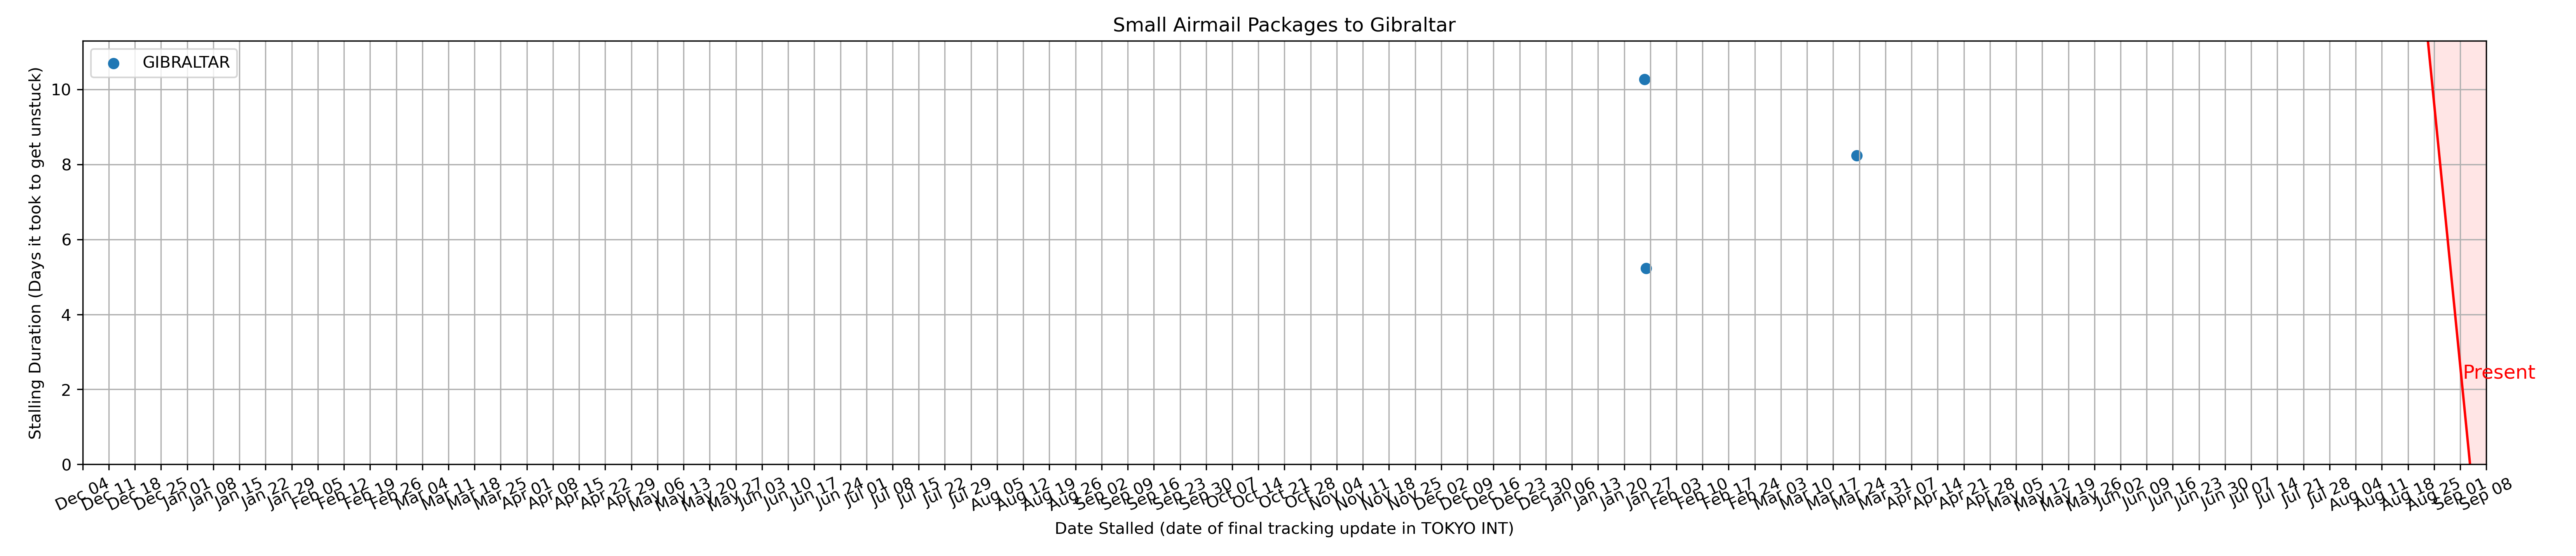 Small Airmail Packages to Gibraltar
GIBRALTAR
Stalling Duration (Days it took to get unstuck)
10
8
6
4
2
0
Present
Dec 04 Dec 11 Dec 18 Dec 25 Jan 01 Jan 08 Jan 15 Jan 22 Jan 29 Feb 05 Feb 12 Feb 19 Feb 26 Mar 04 Mar 11 Mar 18 Mar 25 Apr 01 Apr 08 Apr 15 Apr 22 Apr 29 May 06 May 13 May 20 May 27 Jun 03 Jun 10 Jun 17 Jun 24 Jul 01 Jul 08 Jul 15 Jul 22 Jul 29 Aug 05 Aug 12 Aug 19 Aug 26 Sep 02 Sep 09 Sep 16 Sep 23 Sep 30 Oct 07 Oct 14 Oct 21 Oct 28 Nov 04 Nov 11 Nov 18 Nov 25 Dec 02 Dec 09 Dec 16 Dec 23 Dec 30 Jan 06 Jan 13 Jan 20 Jan 27 Feb 03 Feb 10 Feb 17 Feb 24 Mar 03 Mar 10 Mar 17 Mar 24 Mar 31 Apr 07 Apr 14 Apr 21 Apr 28 May 05 May 12 May 19 May 26 Jun 02 Jun 09 Jun 16 Jun 23 Jun 30 Jul 07 Jul 14 Jul 21 Jul 28 Aug 04 Aug 11 Aug 18 Aug 25 Sep 01 Sep 08
Date Stalled (date of final tracking update in TOKYO INT)